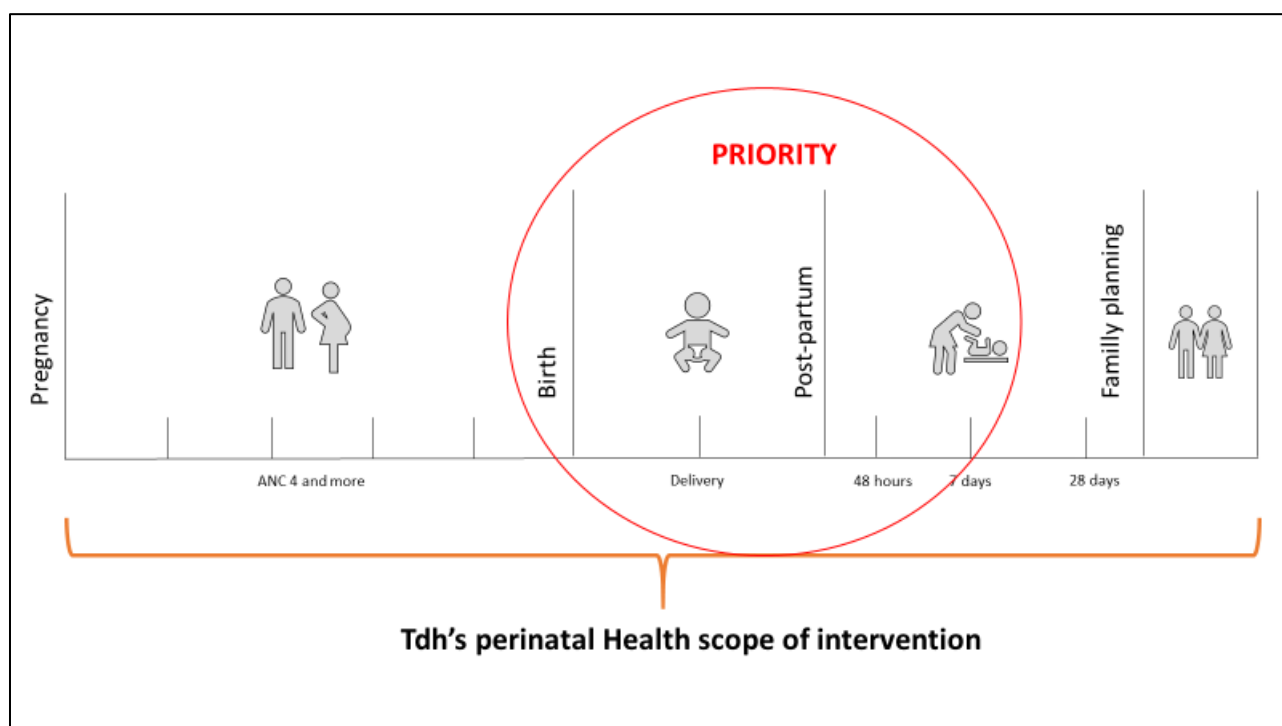 PRIORITY
Pregnancy
Birth
Post-partum
Familly planning
ANC 4 and more
Delivery
48 hours
7 days
28 days
Tdh's perinatal Health scope of intervention